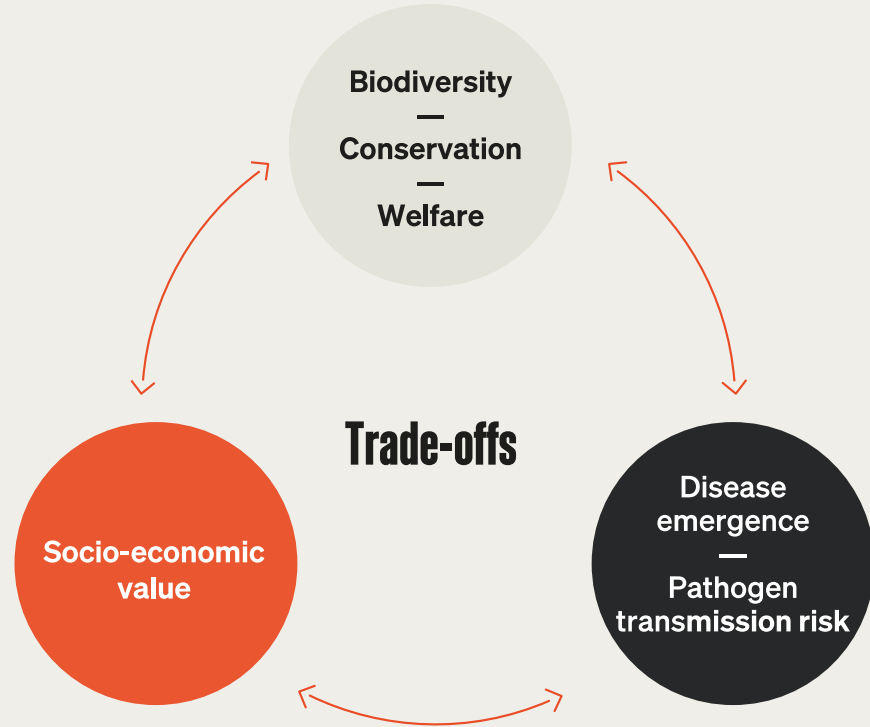 Biodiversity
Conservation
Welfare
Trade-offs
Socio-economic
value
Disease
emergence
Pathogen
transmission risk